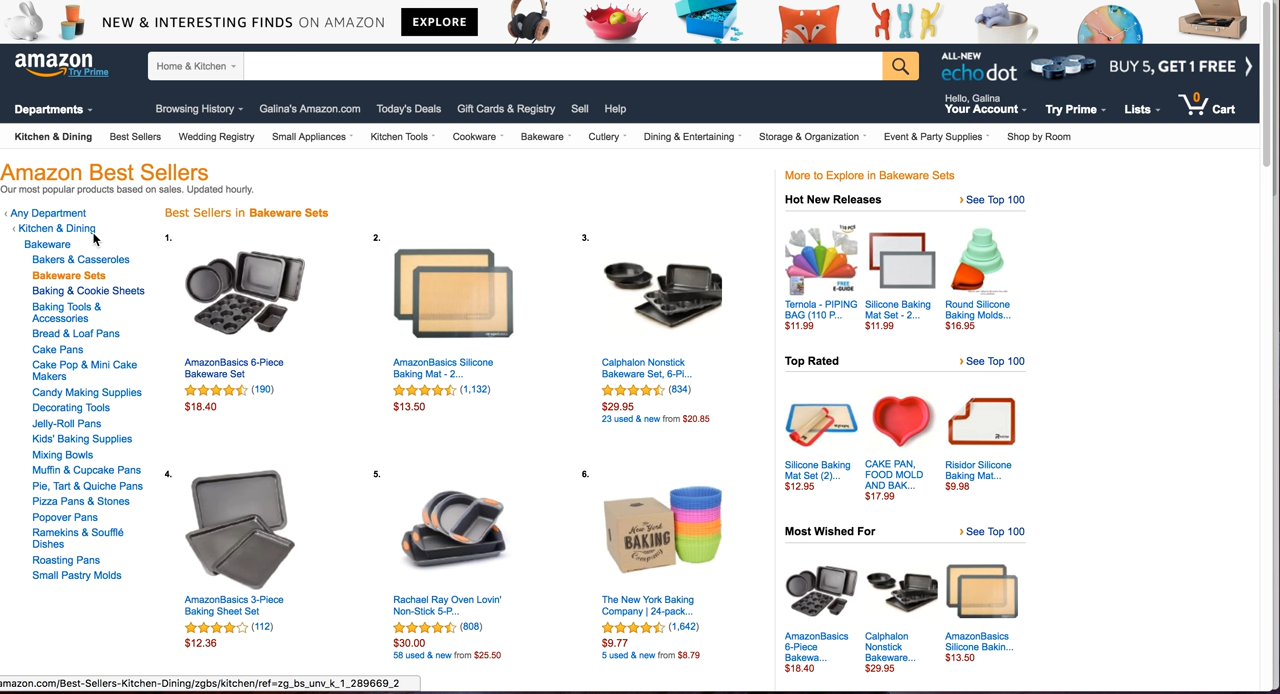 NEW & INTERESTING FINDS ON AMAZON EXPLORE
amazon
Try Prime
Home & Kitchen
ALL-NEW
echo dot
BUY 5, GET 1 FREE
Departments
Browsing History
Galina's Amazon.com
Today's Deals
Gift Cards & Registry
Sell
Help
Hello, Galina
Your Account
Try Prime
Lists
0
Cart
Kitchen & Dining
Best Sellers
Wedding Registry
Small Appliances
Kitchen Tools
Cookware
Bakeware
Cutlery
Dining & Entertaining
Storage & Organization
Event & Party Supplies
Shop by Room
Amazon Best Sellers
Our most popular products based on sales. Updated hourly.
‹ Any Department
‹ Kitchen & Dining
Bakeware
Bakers & Casseroles
Bakeware Sets
Baking & Cookie Sheets
Baking Tools &
Accessories
Bread & Loaf Pans
Cake Pans
Cake Pop & Mini Cake
Makers
Candy Making Supplies
Decorating Tools
Jelly-Roll Pans
Kids' Baking Supplies
Mixing Bowls
Muffin & Cupcake Pans
Pie, Tart & Quiche Pans
Pizza Pans & Stones
Popover Pans
Ramekins & Soufflé
Dishes
Roasting Pans
Small Pastry Molds
Best Sellers in Bakeware Sets
1.
AmazonBasics 6-Piece
Bakeware Set
(190)
$18.40
2.
AmazonBasics Silicone
Baking Mat - 2...
(1,132)
$13.50
3.
Calphalon Nonstick
Bakeware Set, 6-Pi...
(834)
$29.95
23 used & new from $20.85
4.
AmazonBasics 3-Piece
Baking Sheet Set
(112)
$12.36
5.
Rachael Ray Oven Lovin'
Non-Stick 5-P...
(808)
$30.00
58 used & new from $25.50
6.
The New York
BAKING
Company
The New York Baking
Company | 24-pack...
(1,642)
$9.77
5 used & new from $8.79
More to Explore in Bakeware Sets
Hot New Releases
› See Top 100
110 PCS
FREE
E-GUIDE
Ternola - PIPING
BAG (110 P...
$11.99
Silicone Baking
Mat Set - 2...
$11.99
Round Silicone
Baking Molds...
$16.95
Top Rated
› See Top 100
Silicone Baking
Mat Set (2)...
$12.95
CAKE PAN,
FOOD MOLD
AND BAK...
$17.99
Risidor Silicone
Baking Mat...
$9.98
Most Wished For
› See Top 100
AmazonBasics
6-Piece
Bakewa...
$18.40
Calphalon
Nonstick
Bakeware...
$29.95
AmazonBasics
Silicone Bakin...
$13.50
amazon.com/Best-Sellers-Kitchen-Dining/zgbs/kitchen/ref=zg_bs_unv_k_1_289669_2